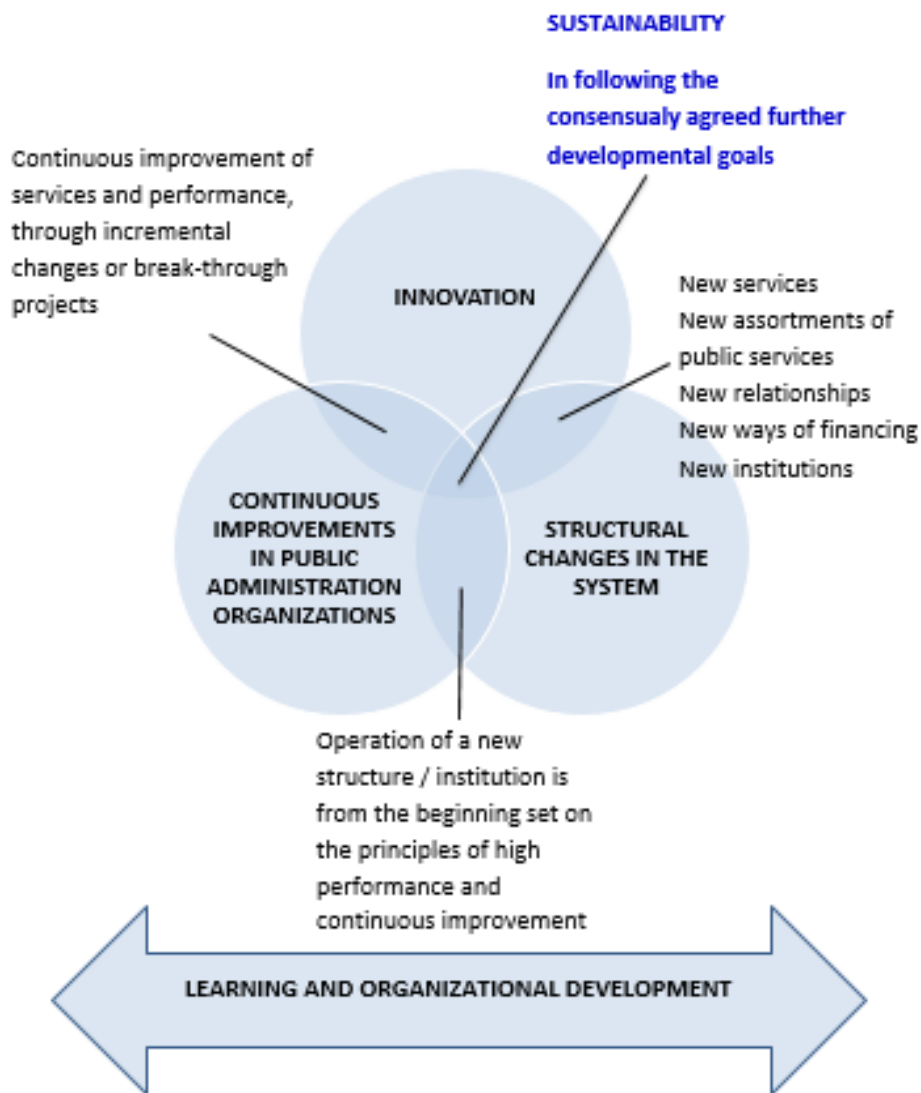 SUSTAINABILITY
In following the
consensualy agreed further
developmental goals
Continuous improvement of
services and performance,
through incremental
changes or break-through
projects
INNOVATION
New services
New assortments of
public services
New relationships
New ways of financing
New institutions
CONTINUOUS
IMPROVEMENTS
IN PUBLIC
ADMINISTRATION
ORGANIZATIONS
STRUCTURAL
CHANGES IN THE
SYSTEM
Operation of a new
structure / institution is
from the beginning set on
the principles of high
performance and
continuous improvement
LEARNING AND ORGANIZATIONAL DEVELOPMENT